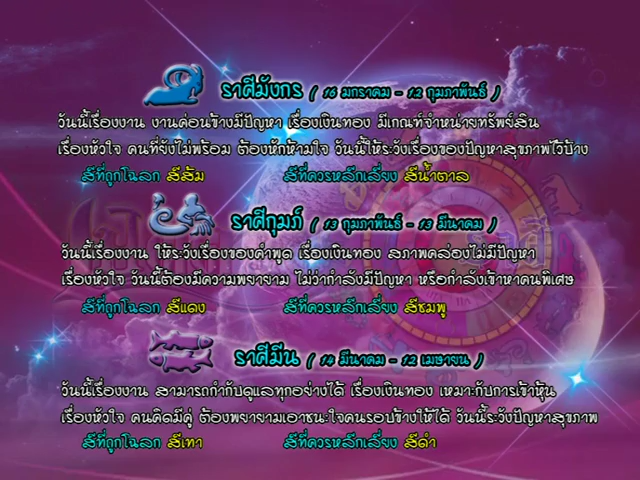 ราศีมังกร ( 16 มกราคม - 12 กุมภาพันธ์ )
วันนี้เรื่องงาน งานค่อนข้างมีปัญหา เรื่องเงินทอง มีเกณฑ์จำหน่ายทรัพย์สิน
เรื่องหัวใจ คนที่ยังไม่พร้อม ต้องหักห้ามใจ วันนี้ให้ระวังเรื่องของปัญหาสุขภาพไว้บ้าง
สีที่ถูกโฉลก สีส้ม สีที่ควรหลีกเลี่ยง สีน้ำตาล
ราศีกุมภ์ ( 13 กุมภาพันธ์ - 13 มีนาคม )
วันนี้เรื่องงาน ให้ระวังเรื่องของคำพูด เรื่องเงินทอง สภาพคล่องไม่มีปัญหา
เรื่องหัวใจ วันนี้ต้องมีความพยายาม ไม่ว่ากำลังมีปัญหา หรือกำลังเข้าหาคนพิเศษ
สีที่ถูกโฉลก สีแดง สีที่ควรหลีกเลี่ยง สีชมพู
ราศีมีน ( 14 มีนาคม - 12 เมษายน )
วันนี้เรื่องงาน สามารถกำกับดูแลทุกอย่างได้ เรื่องเงินทอง เหมาะกับการเข้าหุ้น
เรื่องหัวใจ คนคิดมีคู่ ต้องพยายามเอาชนะใจคนรอบข้างให้ได้ วันนี้ระวังปัญหาสุขภาพ
สีที่ถูกโฉลก สีเทา สีที่ควรหลีกเลี่ยง สีดำ